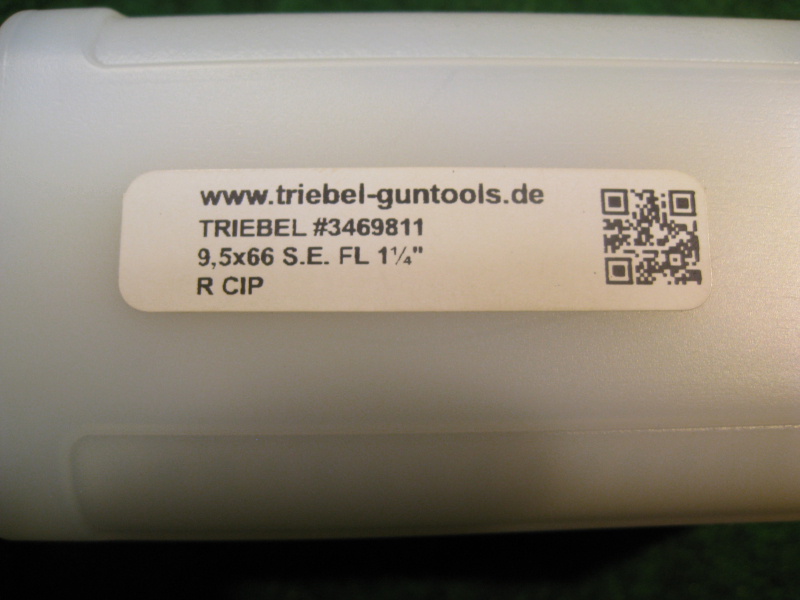 www.triebel-guntools.de
TRIEBEL #3469811
9,5x66 S.E. FL 1¼"
R CIP